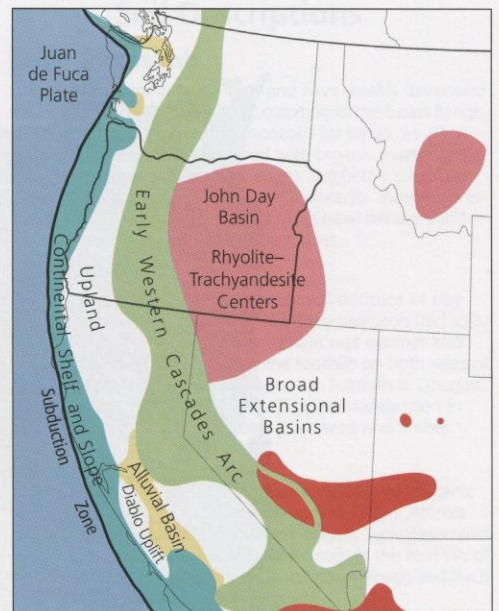 Juan
de Fuca
Plate
John Day
Basin
Rhyolite–
Trachyandesite
Centers
Early Western Cascades Arc
Upland
Continental Shelf and Slope
Broad
Extensional
Basins
Subduction Zone
Alluvial Basin
Diablo Uplift